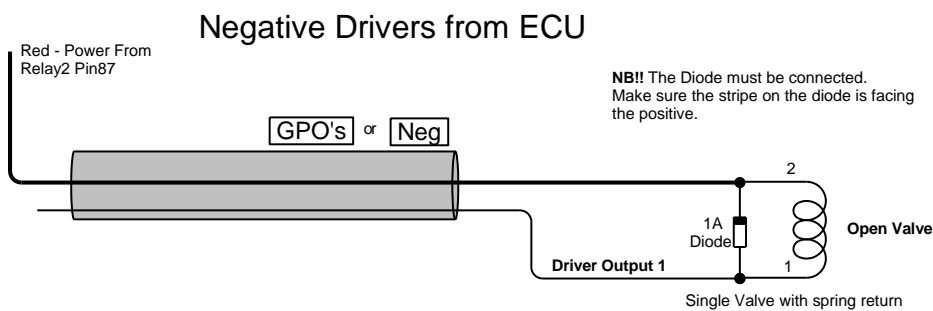 Negative Drivers from ECU
Red - Power From
Relay2 Pin87
NB!! The Diode must be connected.
Make sure the stripe on the diode is facing
the positive.
GPO's or Neg
2
1A
Diode
Open Valve
Driver Output 1
1
Single Valve with spring return